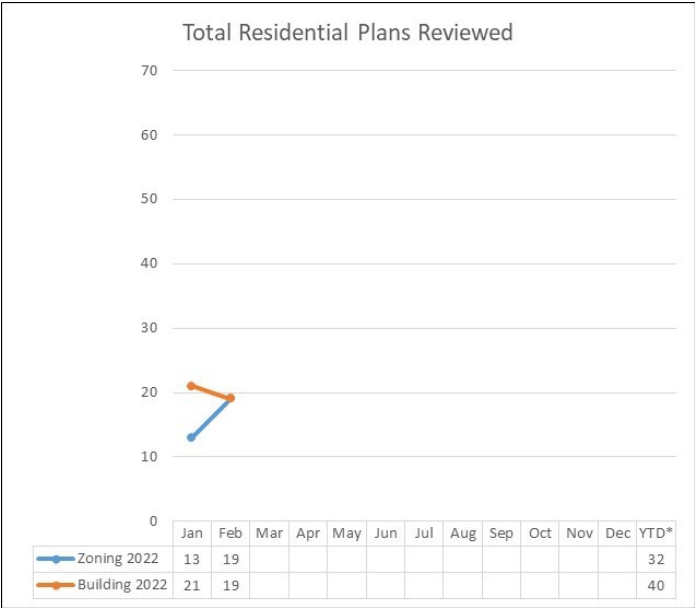 Total Residential Plans Reviewed
70
60
50
40
30
20
10
0
Jan Feb Mar Apr May Jun Jul Aug Sep Oct Nov Dec YTD*
Zoning 2022 13 19 32
Building 2022 21 19 40